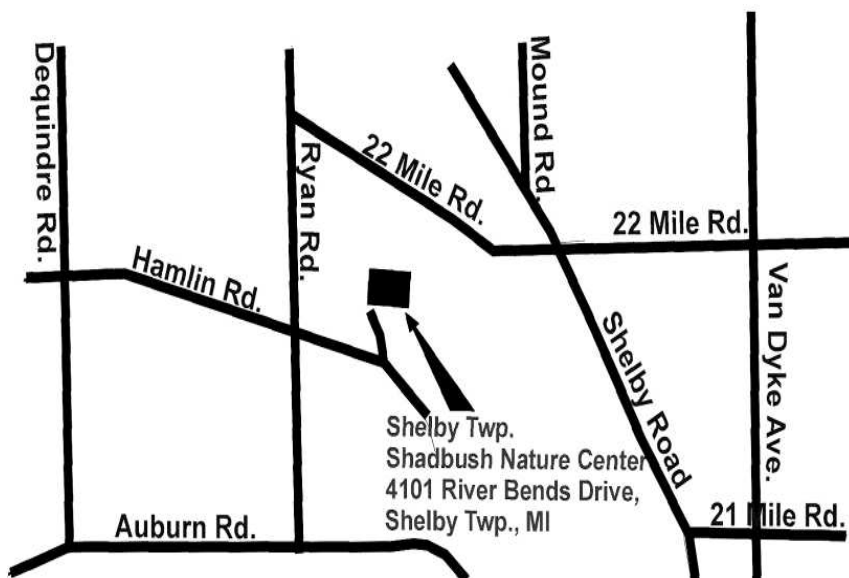 Dequindre Rd.
Ryan Rd.
22 Mile Rd.
Mound Rd.
22 Mile Rd.
Hamlin Rd.
Shelby Road
Van Dyke Ave.
Shelby Twp.
Shadbush Nature Center
4101 River Bends Drive,
Shelby Twp., MI
Auburn Rd.
21 Mile Rd.